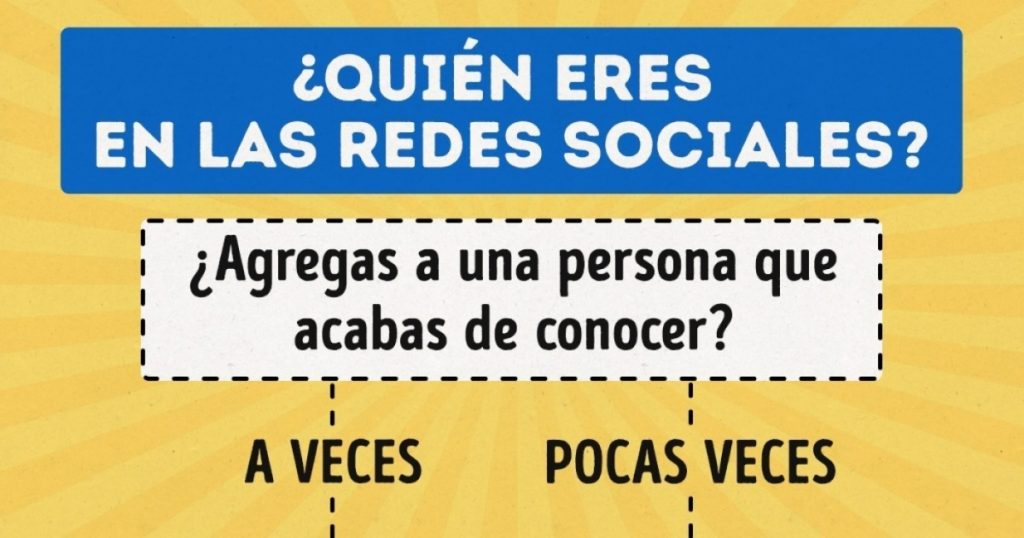 ¿QUIÉN ERES
EN LAS REDES SOCIALES?
¿Agregas a una persona que
acabas de conocer?
A VECES
POCAS VECES